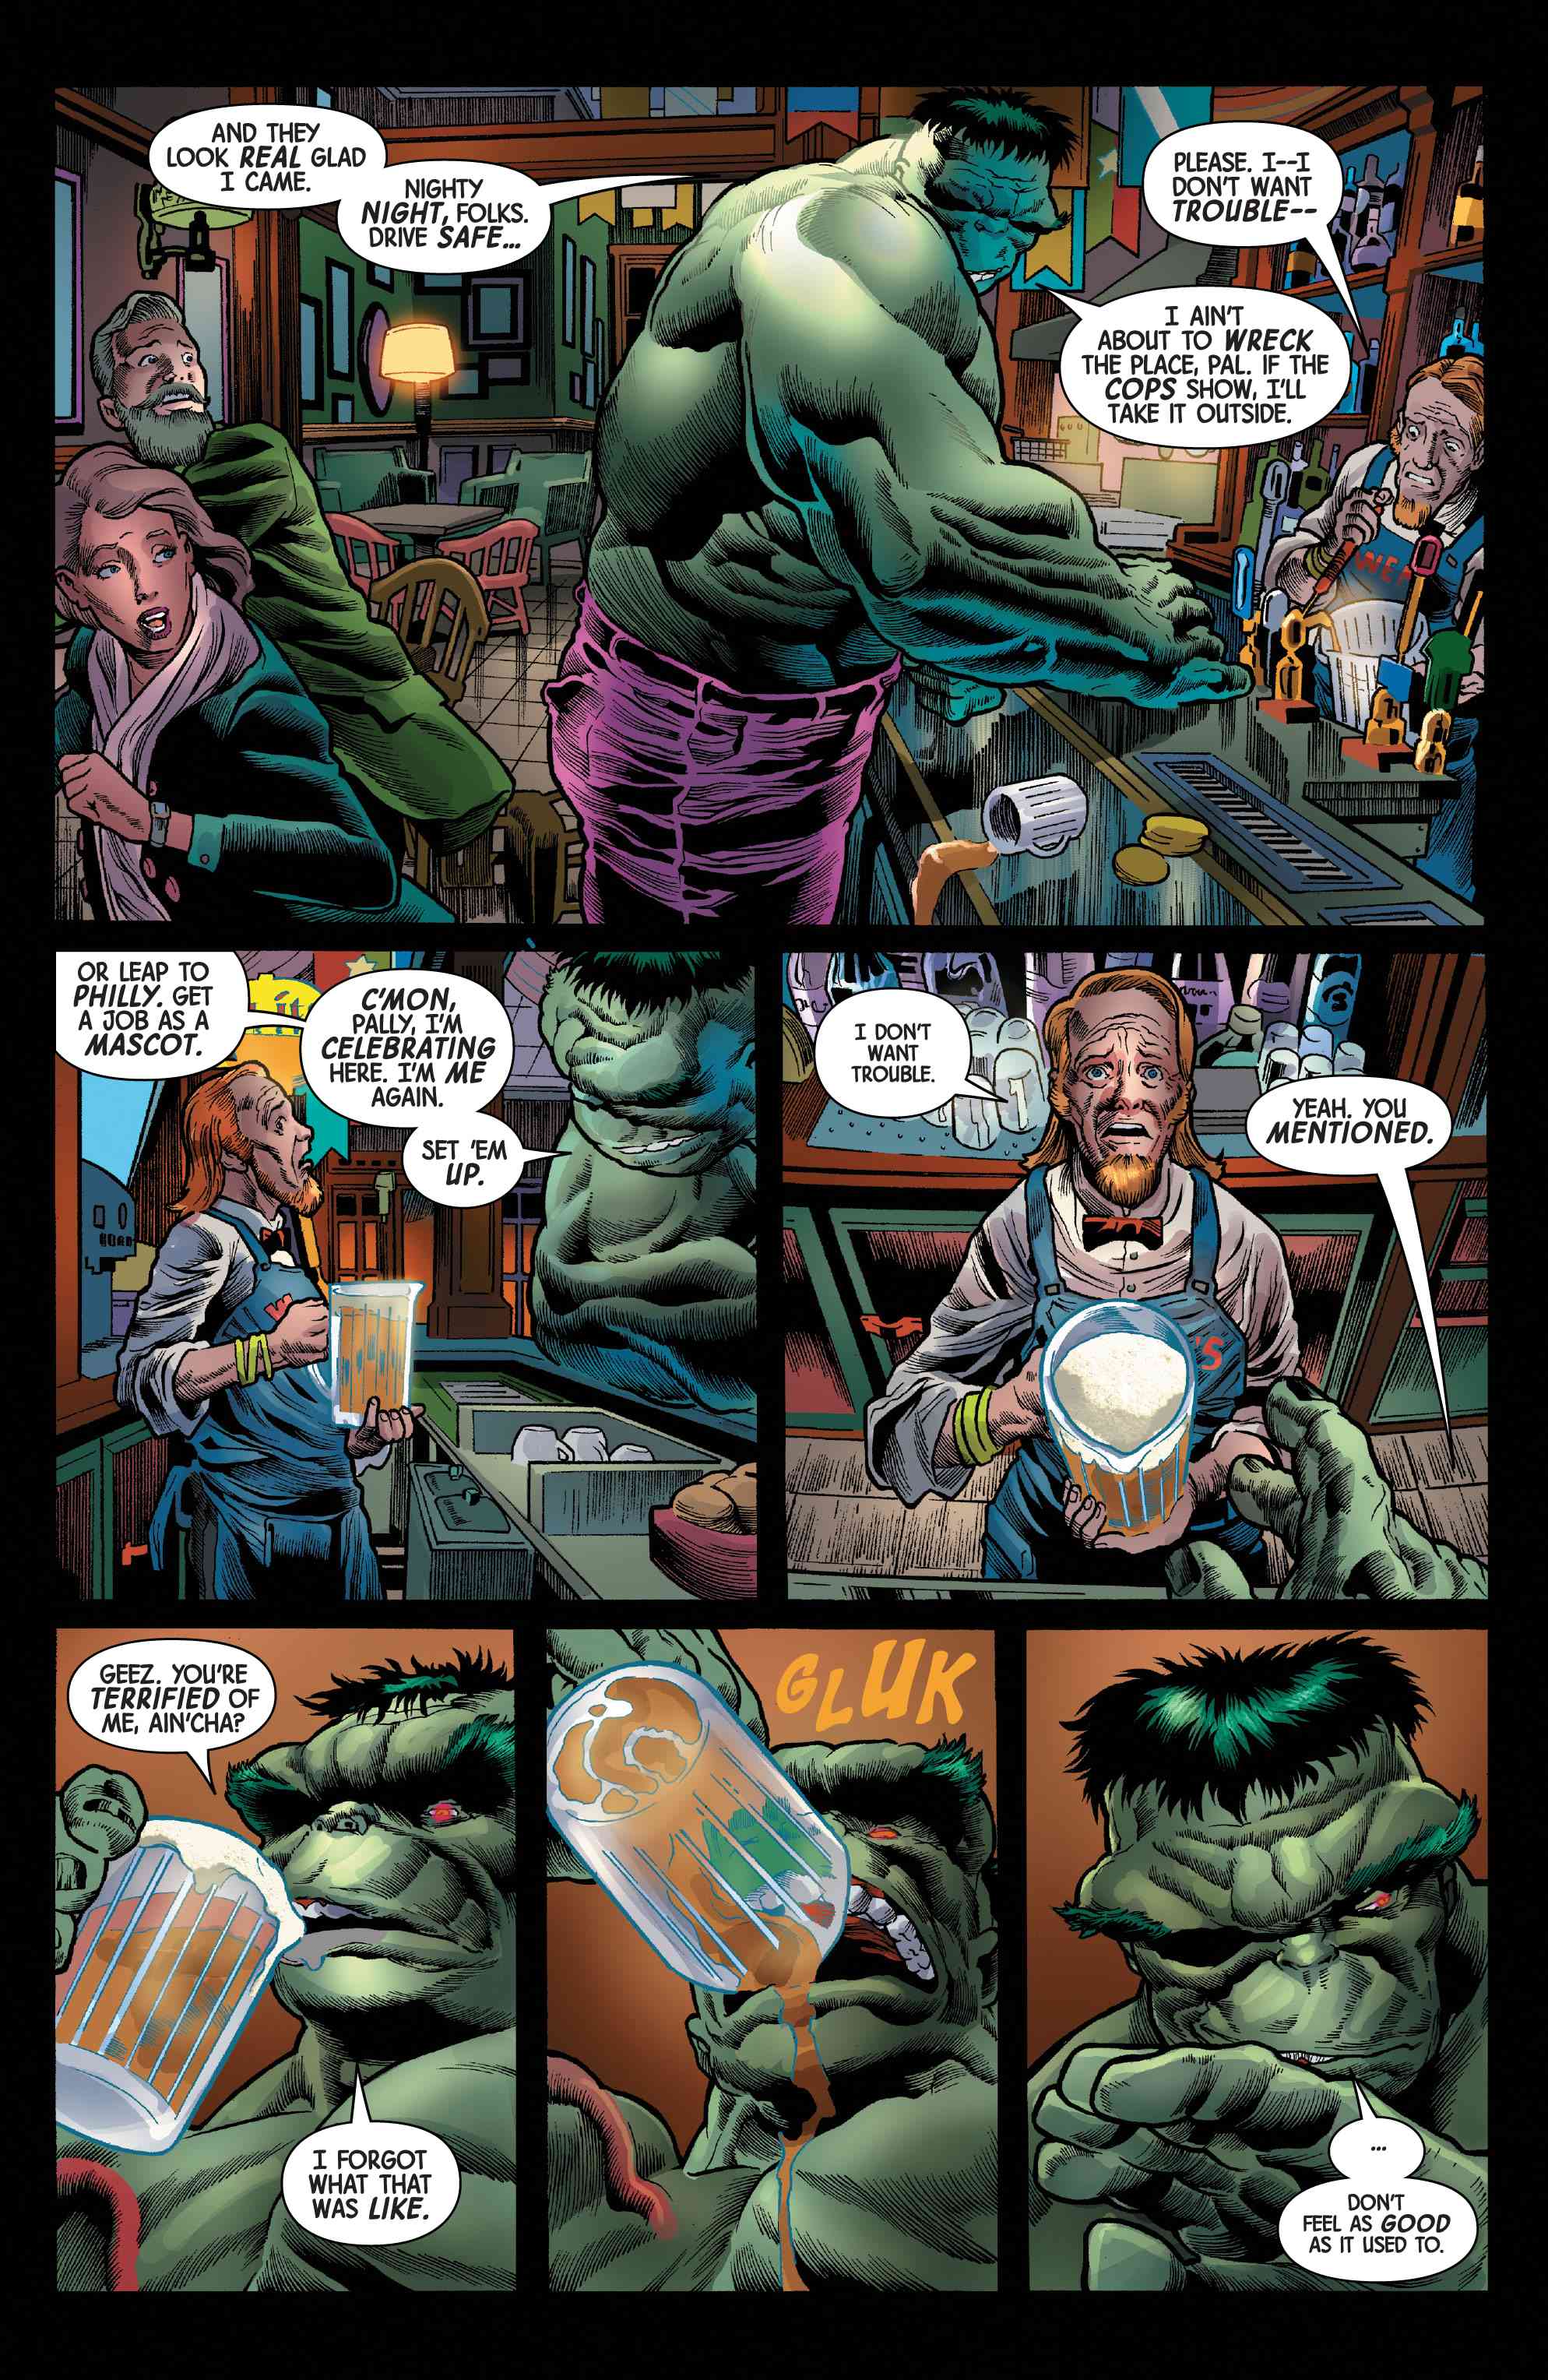 AND THEY
LOOK REAL GLAD
I CAME.
NIGHTY
NIGHT, FOLKS.
DRIVE SAFE...
PLEASE. I--I
DON'T WANT
TROUBLE--
I AIN'T
ABOUT TO WRECK
THE PLACE, PAL. IF THE
COPS SHOW, I'LL
TAKE IT OUTSIDE.
OR LEAP TO
PHILLY. GET
A JOB AS A
MASCOT.
C'MON,
PALLY, I'M
CELEBRATING
HERE. I'M ME
AGAIN.
SET 'EM
UP.
W
I DON'T
WANT
TROUBLE.
YEAH. YOU
MENTIONED.
'S
GEEZ. YOU'RE
TERRIFIED OF
ME, AIN'CHA?
I FORGOT
WHAT THAT
WAS LIKE.
GLUK
...
DON'T
FEEL AS GOOD
AS IT USED TO.